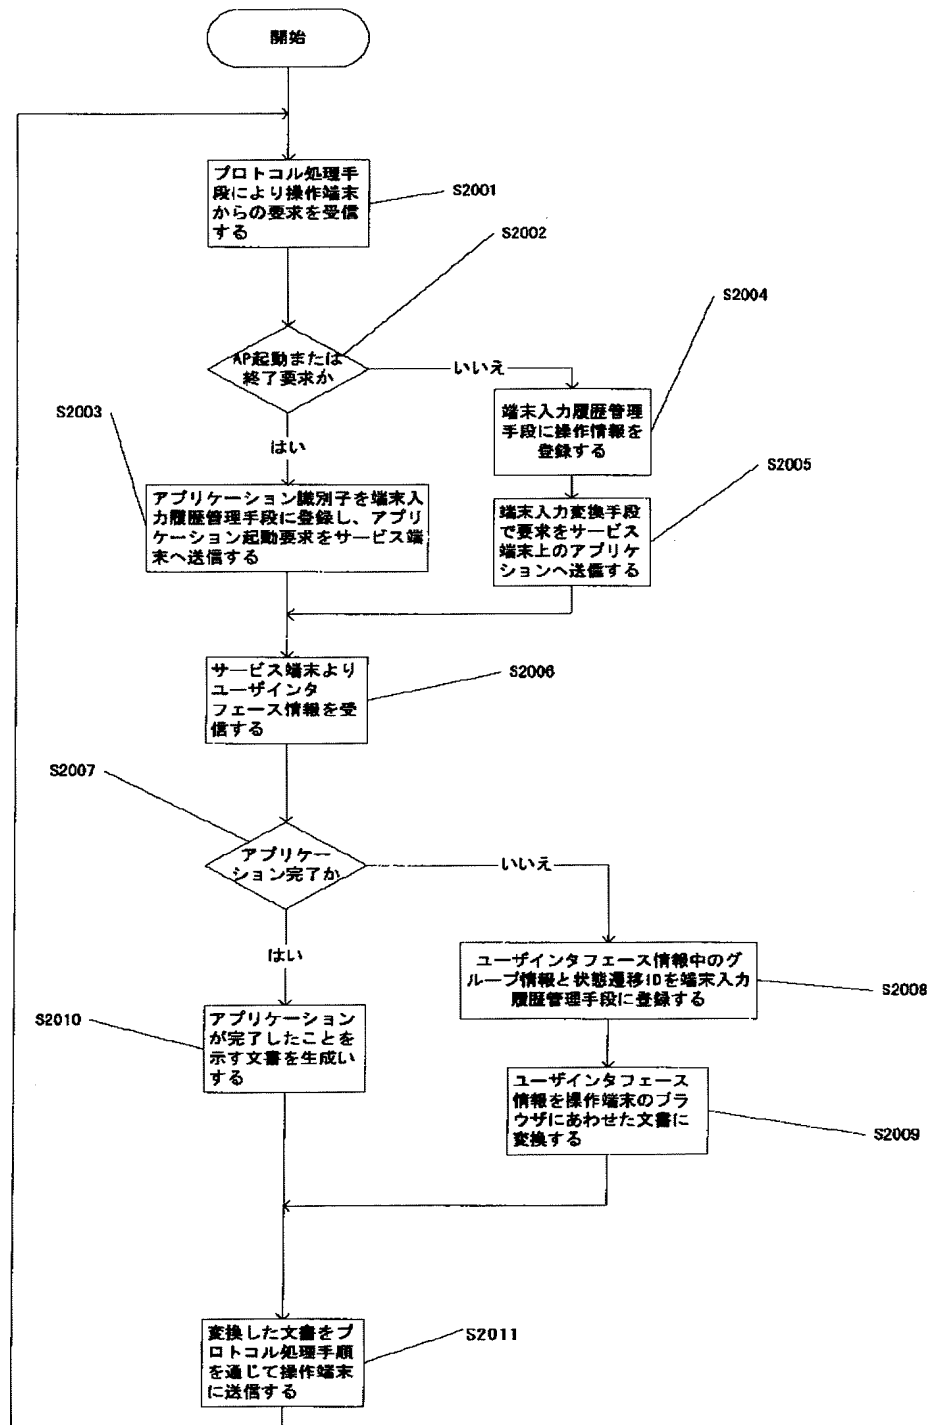 開始
プロトコル処理手
段により操作端末
からの要求を受信
する
S2001
S2002
AP起動または
終了要求か
いいえ
S2004
端末入力履歴管理
手段に操作情報を
登録する
S2003
はい
S2005
アプリケーション識別子を端末入
力履歴管理手段に登録し、アプリ
ケーション起動要求をサービス端
末へ送信する
端末入力変換手段
で要求をサービス
端末上のアプリケ
ションへ送信する
サービス端末より
ユーザインタ
フェース情報を受
信する
S2006
S2007
アプリケー
ション完了か
いいえ
はい
ユーザインタフェース情報中のグ
ループ情報と状態遷移IDを端末入力
履歴管理手段に登録する
S2008
S2010
アプリケーション
が完了したことを
示す文書を生成い
する
ユーザインタフェース
情報を操作端末のブラ
ウザにあわせた文書に
変換する
S2009
変換した文書をプ
ロトコル処理手順
を通じて操作端末
に送信する
S2011